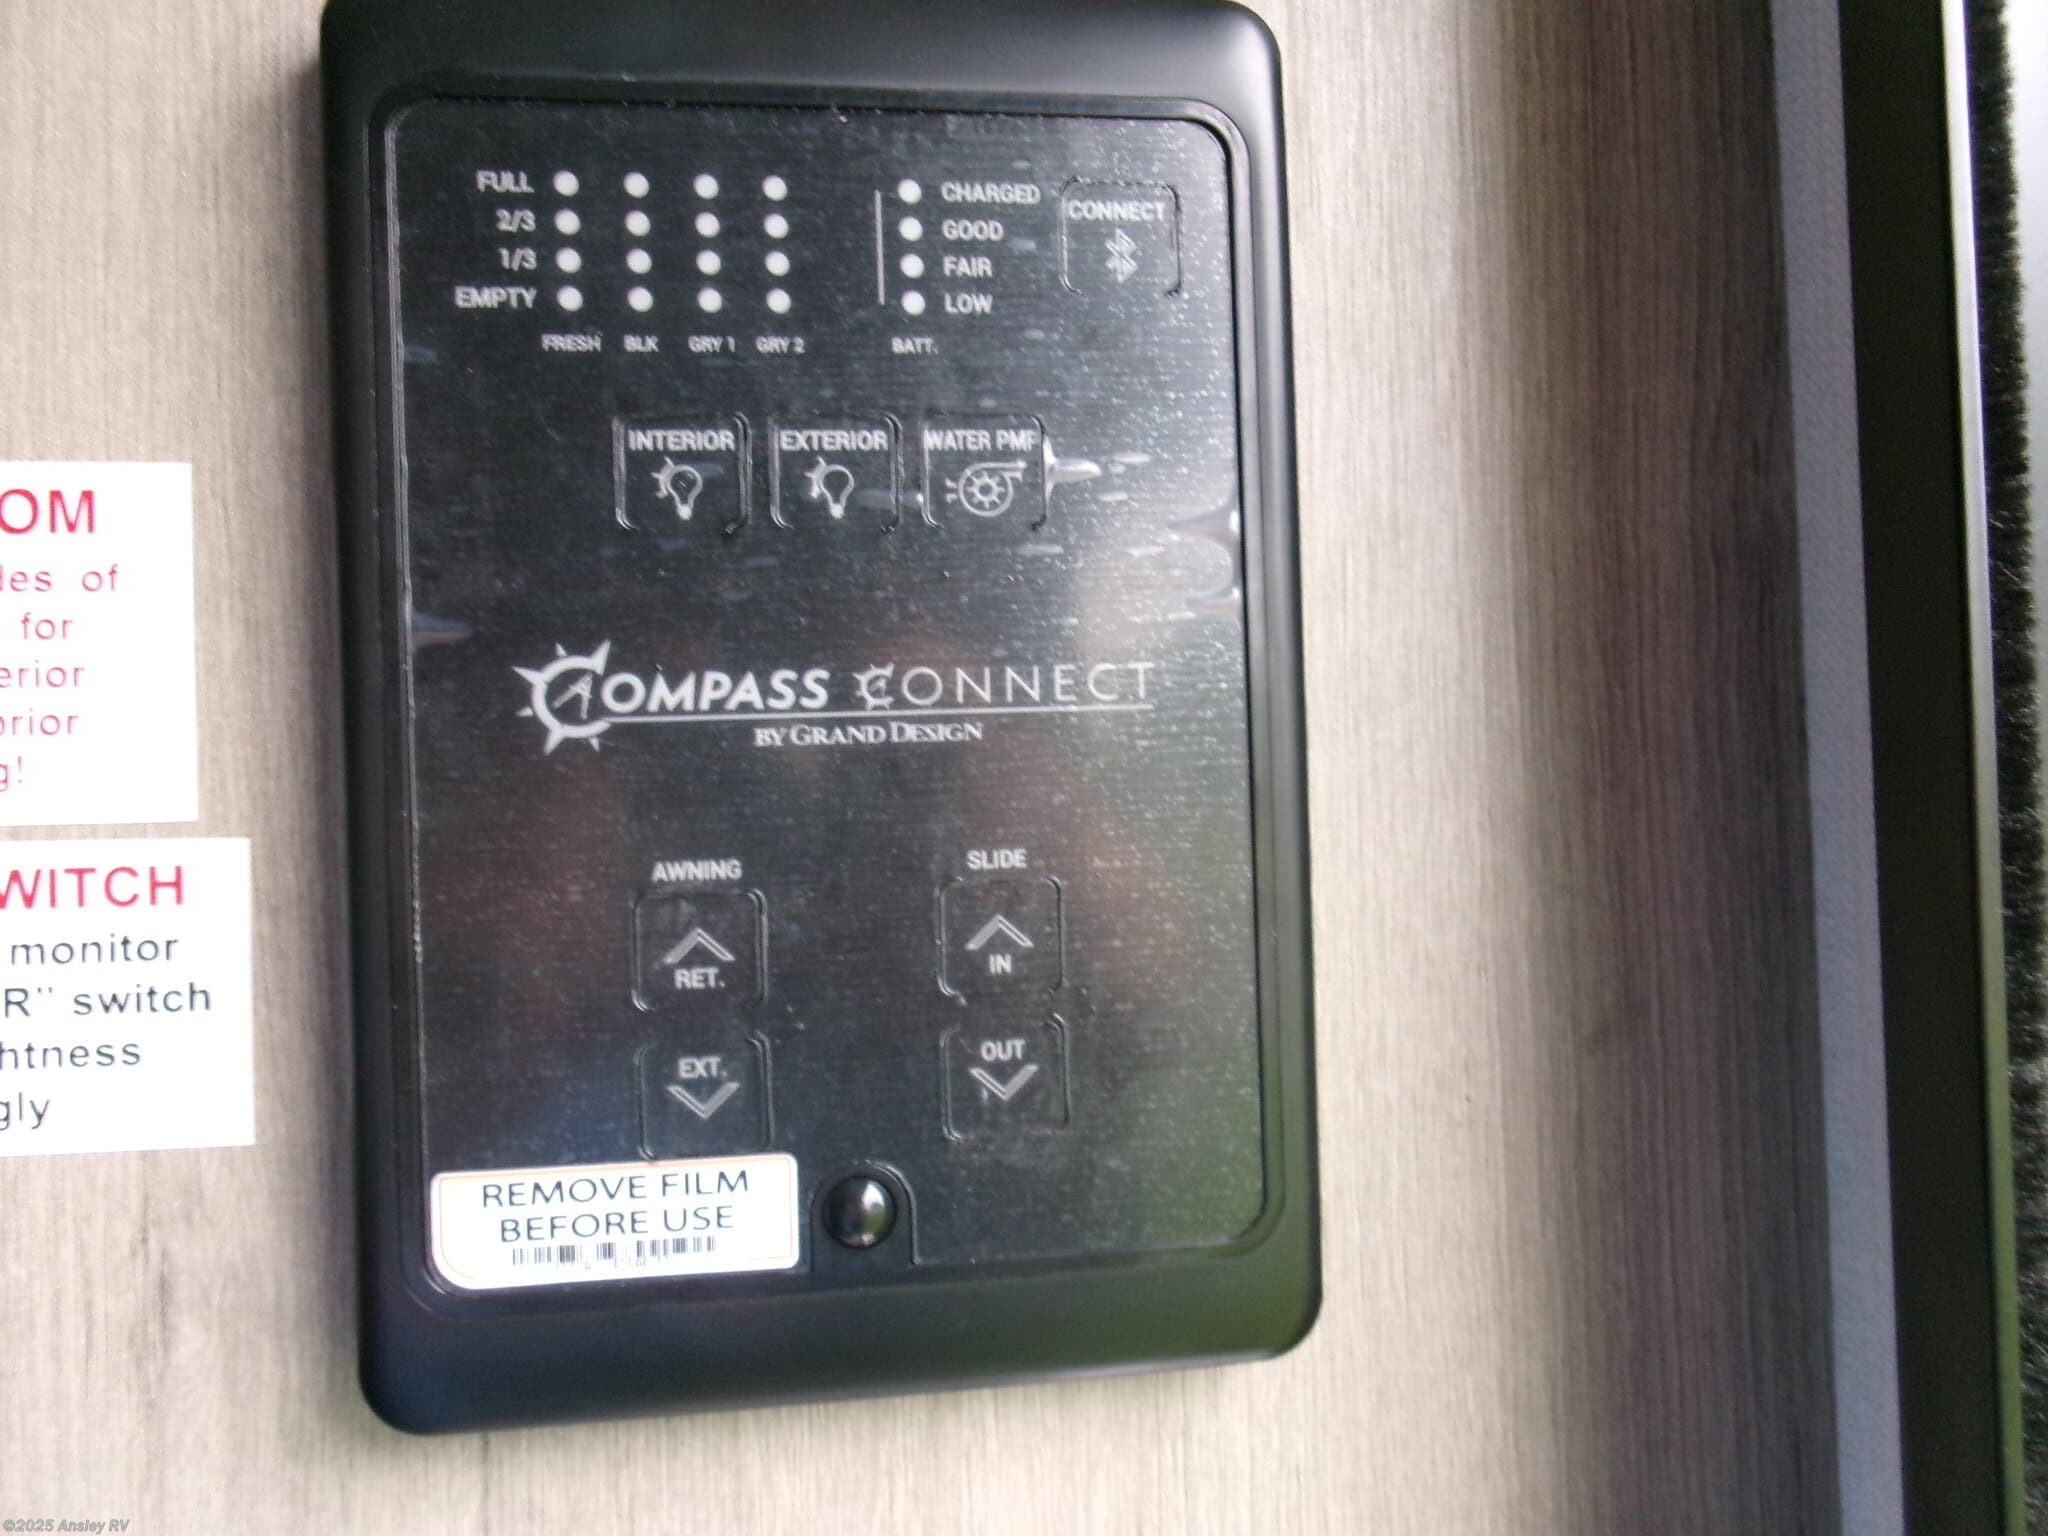 FULL
2/3
1/3
EMPTY
FRESH BLK GRY 1 GRY 2
CHARGED
GOOD
FAIR
LOW
BATT.
CONNECT
INTERIOR EXTERIOR WATER PMP
COMPASS CONNECT
BY GRAND DESIGN
AWNING SLIDE
RET. IN
EXT. OUT
REMOVE FILM
BEFORE USE
OM
des of
for
erior
prior
g!
WITCH
monitor
R" switch
htness
gly
©2025 Ansley RV